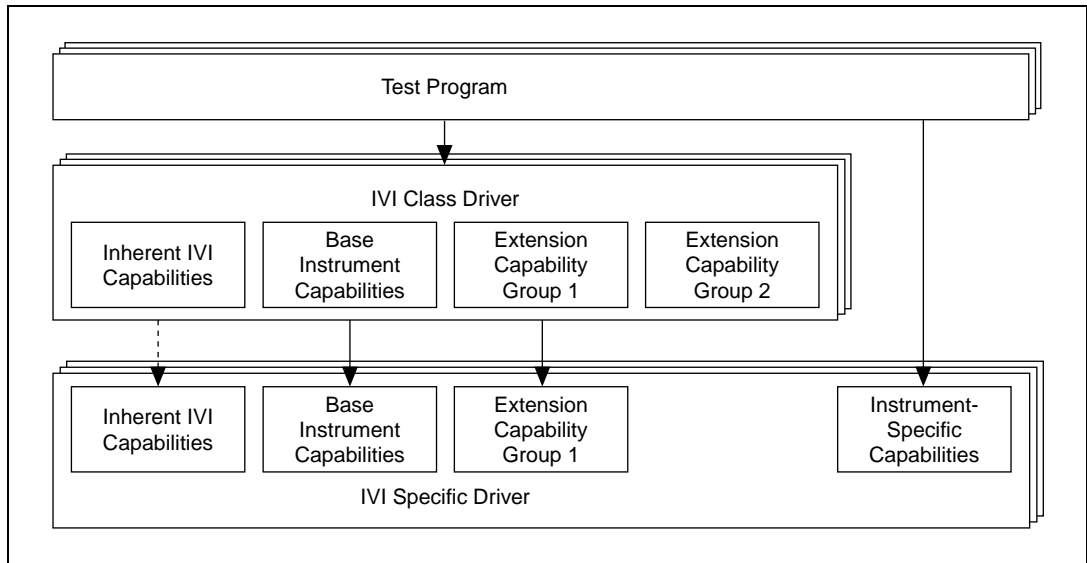 Test Program
IVI Class Driver
Inherent IVI
Capabilities
Base
Instrument
Capabilities
Extension
Capability
Group 1
Extension
Capability
Group 2
Inherent IVI
Capabilities
Base
Instrument
Capabilities
Extension
Capability
Group 1
Instrument-
Specific
Capabilities
IVI Specific Driver